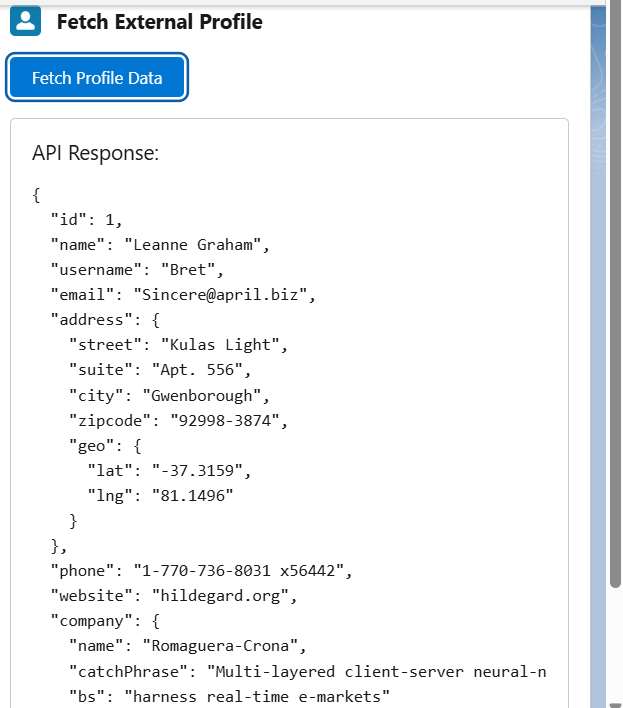 Fetch External Profile
Fetch Profile Data
API Response:
{
  "id": 1,
  "name": "Leanne Graham",
  "username": "Bret",
  "email": "Sincere@april.biz",
  "address": {
    "street": "Kulas Light",
    "suite": "Apt. 556",
    "city": "Gwenborough",
    "zipcode": "92998-3874",
    "geo": {
      "lat": "-37.3159",
      "lng": "81.1496"
    }
  },
  "phone": "1-770-736-8031 x56442",
  "website": "hildegard.org",
  "company": {
    "name": "Romaguera-Crona",
    "catchPhrase": "Multi-layered client-server neural-n
    "bs": "harness real-time e-markets"